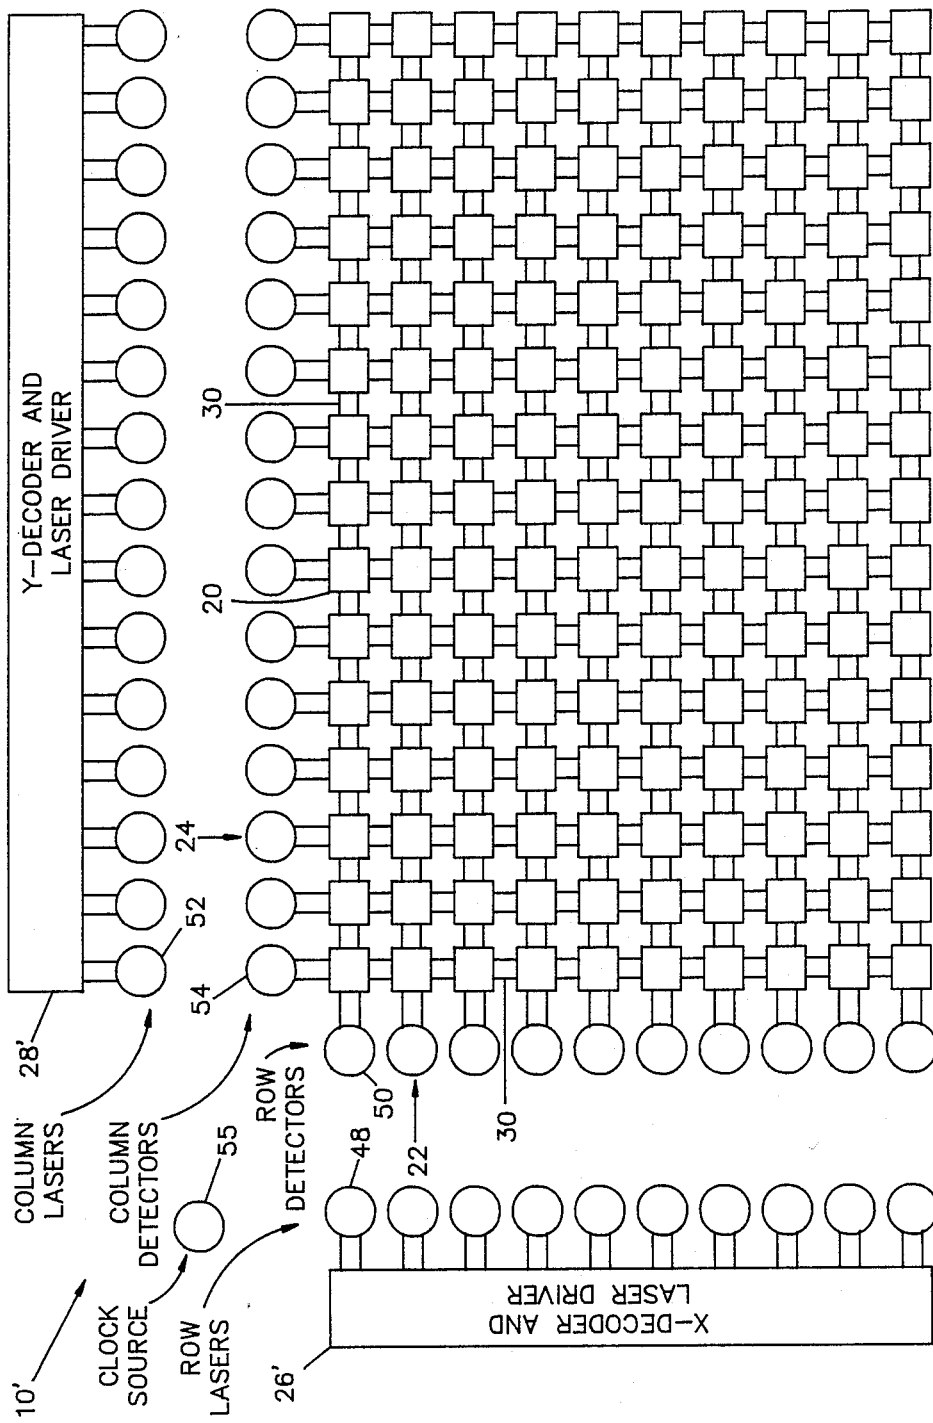 10'
COLUMN
LASERS
28'
Y-DECODER AND
LASER DRIVER
COLUMN
DETECTORS
52
24
54
CLOCK
SOURCE
55
20
30
ROW
LASERS
ROW
DETECTORS
48
50
22
30
26'
X-DECODER AND
LASER DRIVER